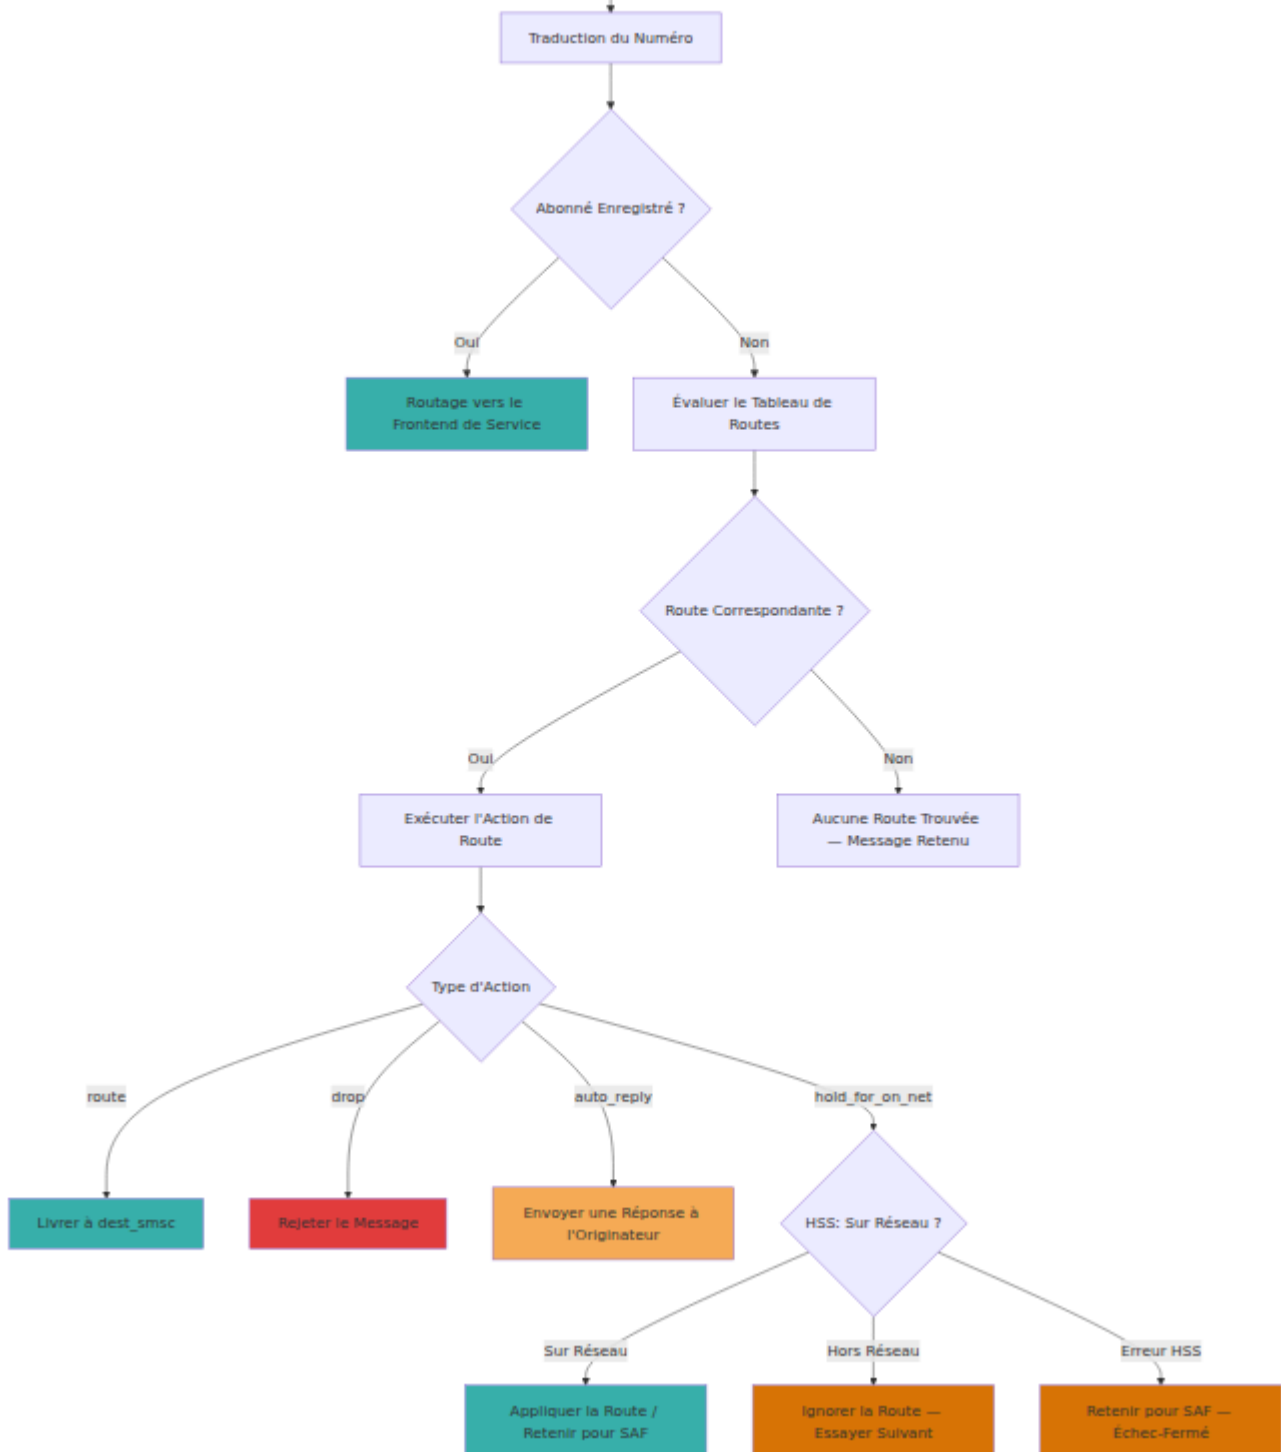 Traduction du Numéro
Abonné Enregistré ?
Oui
Non
Routage vers le
Frontend de Service
Évaluer le Tableau de
Routes
Route Correspondante ?
Oui
Non
Exécuter l'Action de
Route
Aucune Route Trouvée
— Message Retenu
Type d'Action
route
drop
auto_reply
hold_for_on_net
Livrer à dest_smsc
Rejeter le Message
Envoyer une Réponse à
l'Originateur
HSS: Sur Réseau ?
Sur Réseau
Hors Réseau
Erreur HSS
Appliquer la Route /
Retenir pour SAF
Ignorer la Route —
Essayer Suivant
Retenir pour SAF —
Échec-Fermé